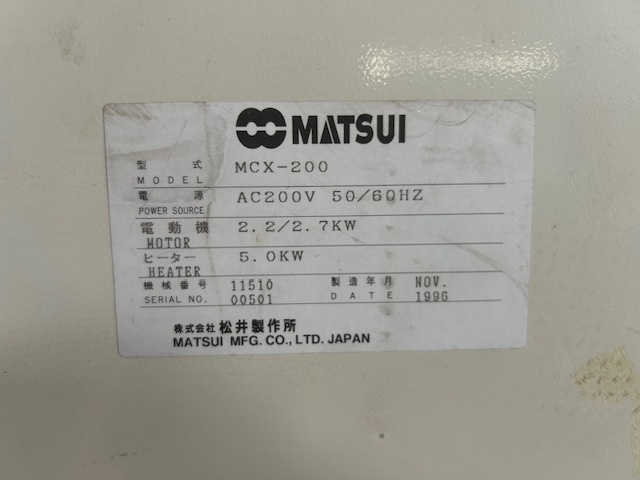 MATSUI
型式 MCX-200
MODEL
電源 AC200V 50/60HZ
POWER SOURCE
電動機 2.2/2.7KW
MOTOR
ヒーター 5.0KW
HEATER
機械番号 11510 製造年月 NOV.
SERIAL NO. 00501 DATE 1996
株式会社 松井製作所
MATSUI MFG. CO., LTD. JAPAN